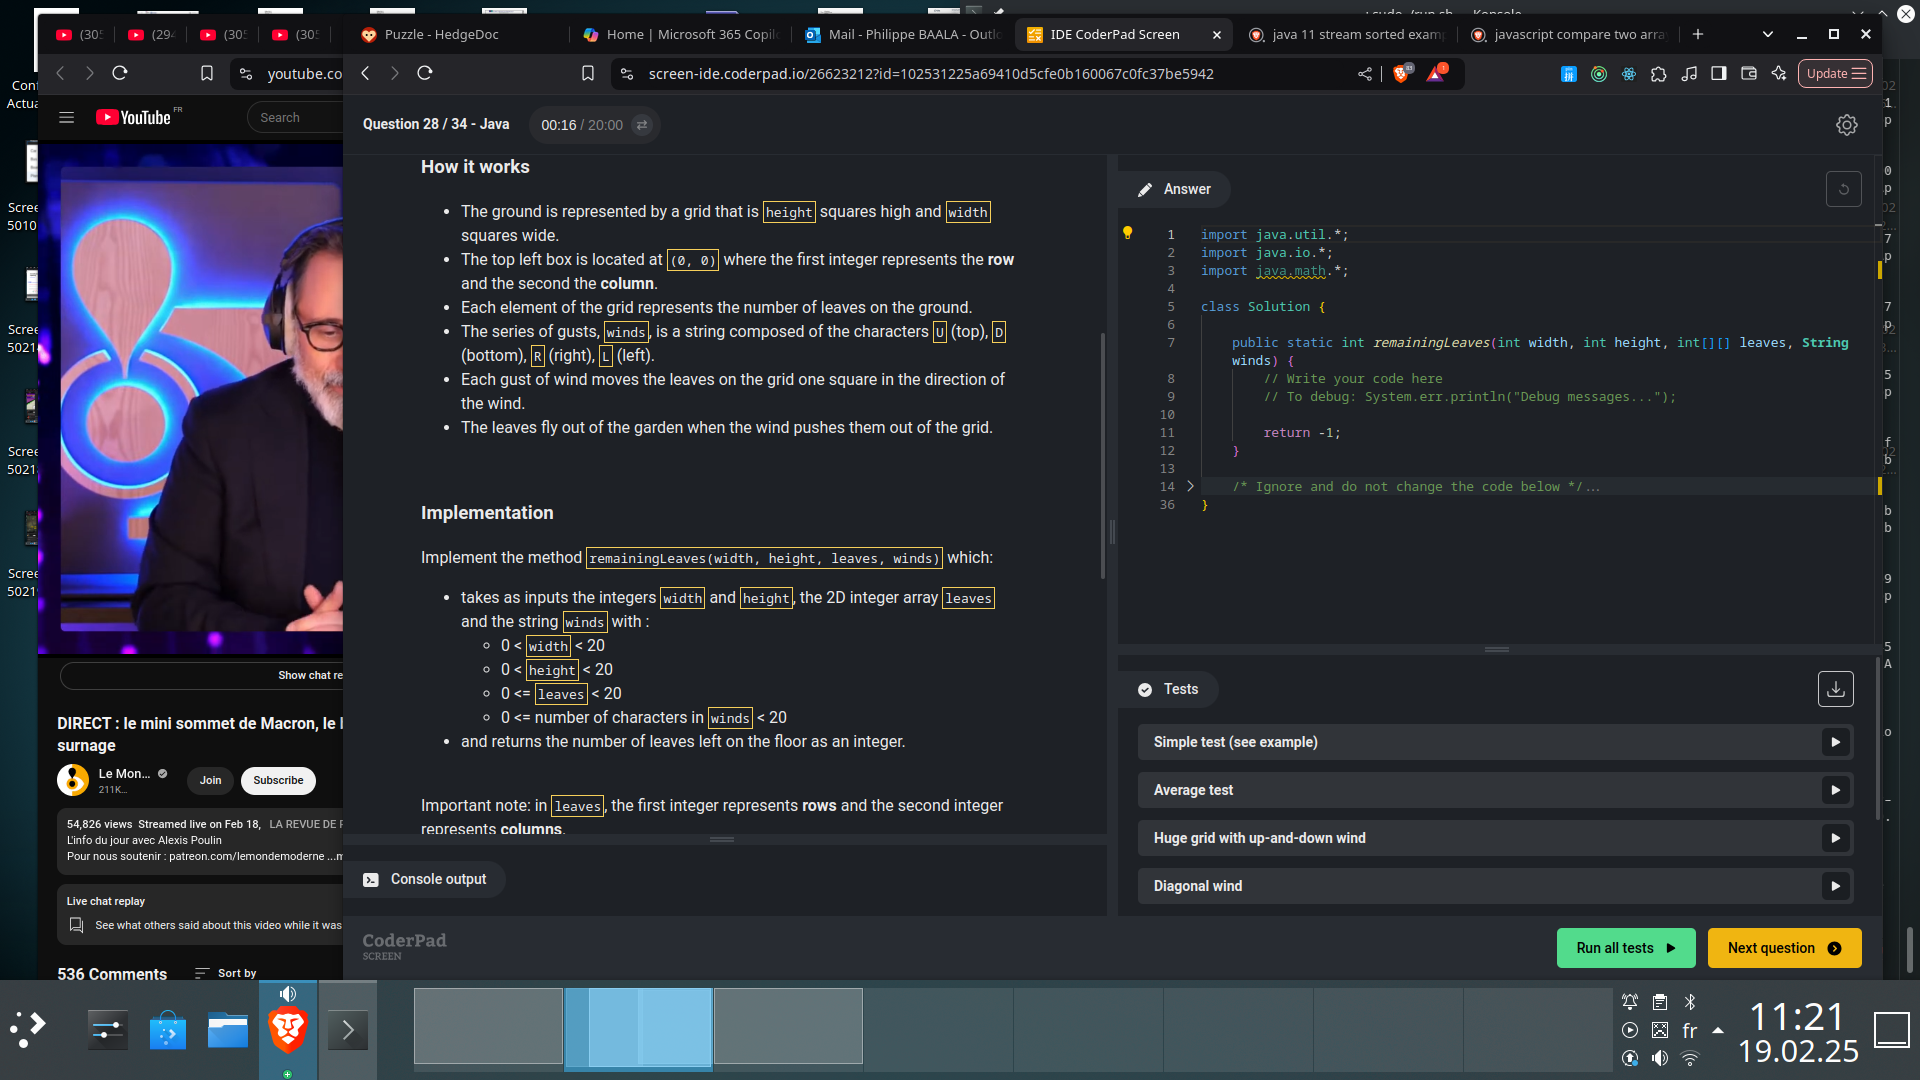 (305
(294
(305
(305
Puzzle - HedgeDoc
Home | Microsoft 365 Copil
Mail - Philippe BAALA - Outlo
IDE CoderPad Screen
java 11 stream sorted examp
javascript compare two arra
youtube.co
screen-ide.coderpad.io/26623212?id=102531225a69410d5cfe0b160067c0fc37be5942
Update
YouTube FR
Search
Question 28 / 34 - Java
00:16 / 20:00
How it works
The ground is represented by a grid that is height squares high and width
squares wide.
The top left box is located at (0, 0) where the first integer represents the row
and the second the column.
Each element of the grid represents the number of leaves on the ground.
The series of gusts, winds, is a string composed of the characters U (top), D
(bottom), R (right), L (left).
Each gust of wind moves the leaves on the grid one square in the direction of
the wind.
The leaves fly out of the garden when the wind pushes them out of the grid.
Implementation
Implement the method remainingLeaves(width, height, leaves, winds) which:
takes as inputs the integers width and height, the 2D integer array leaves
and the string winds with :
0 < width < 20
0 < height < 20
0 <= leaves < 20
0 <= number of characters in winds < 20
and returns the number of leaves left on the floor as an integer.
Important note: in leaves, the first integer represents rows and the second integer
represents columns.
Console output
CoderPad
SCREEN
Answer
1 import java.util.*;
2 import java.io.*;
3 import java.math.*;
4
5 class Solution {
6
7 public static int remainingLeaves(int width, int height, int[][] leaves, String
winds) {
8 // Write your code here
9 // To debug: System.err.println("Debug messages...");
10
11 return -1;
12 }
13
14 /* Ignore and do not change the code below */...
36 }
Tests
Simple test (see example)
Average test
Huge grid with up-and-down wind
Diagonal wind
Run all tests
Next question
Show chat re
DIRECT : le mini sommet de Macron, le
surnage
Le Mon...
211K...
Join
Subscribe
54,826 views Streamed live on Feb 18, LA REVUE DE P
L'info du jour avec Alexis Poulin
Pour nous soutenir : patreon.com/lemondemoderne ...m
Live chat replay
See what others said about this video while it was
536 Comments
Sort by
Conf
Actua
Scree
5010
Scree
5021
Scree
5021
Scree
5021
fr
11:21
19.02.25